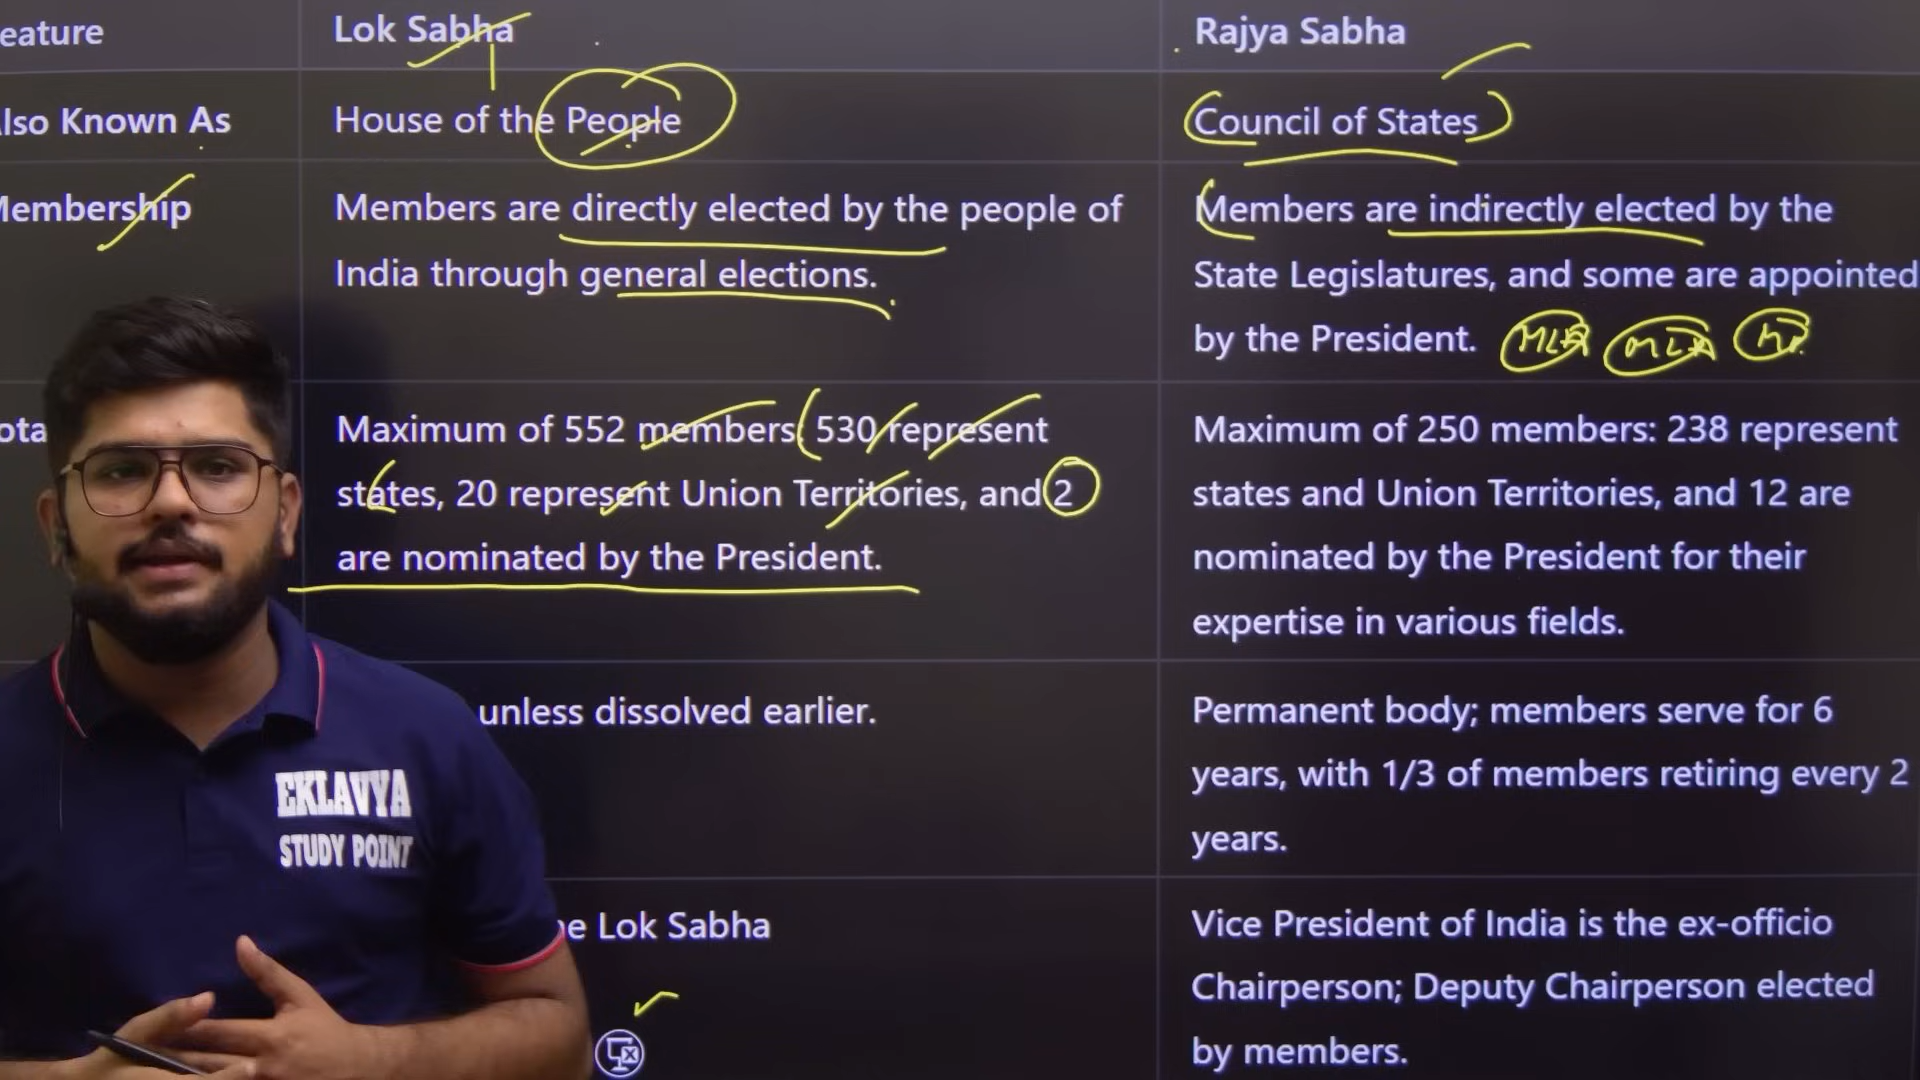 eature
Lok Sabha
Rajya Sabha
lso Known As
House of the People
Council of States
Membership
Members are directly elected by the people of
India through general elections.
Members are indirectly elected by the
State Legislatures, and some are appointed
by the President.
MLA MLA
ota
Maximum of 552 members: 530 represent
states, 20 represent Union Territories, and 2
are nominated by the President.
Maximum of 250 members: 238 represent
states and Union Territories, and 12 are
nominated by the President for their
expertise in various fields.
unless dissolved earlier.
Permanent body; members serve for 6
years, with 1/3 of members retiring every 2
years.
he Lok Sabha
Vice President of India is the ex-officio
Chairperson; Deputy Chairperson elected
by members.
EKLAVYA
STUDY POINT